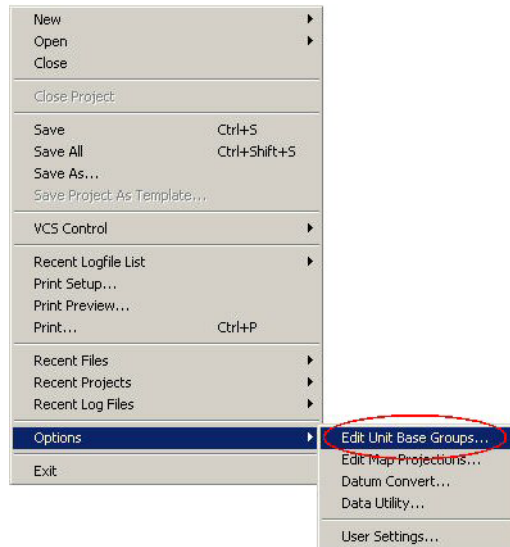 New
Open
Close
Close Project
Save Ctrl+S
Save All Ctrl+Shift+S
Save As...
Save Project As Template...
VCS Control
Recent Logfile List
Print Setup...
Print Preview...
Print... Ctrl+P
Recent Files
Recent Projects
Recent Log Files
Options
Exit
Edit Unit Base Groups...
Edit Map Projections...
Datum Convert...
Data Utility...
User Settings...